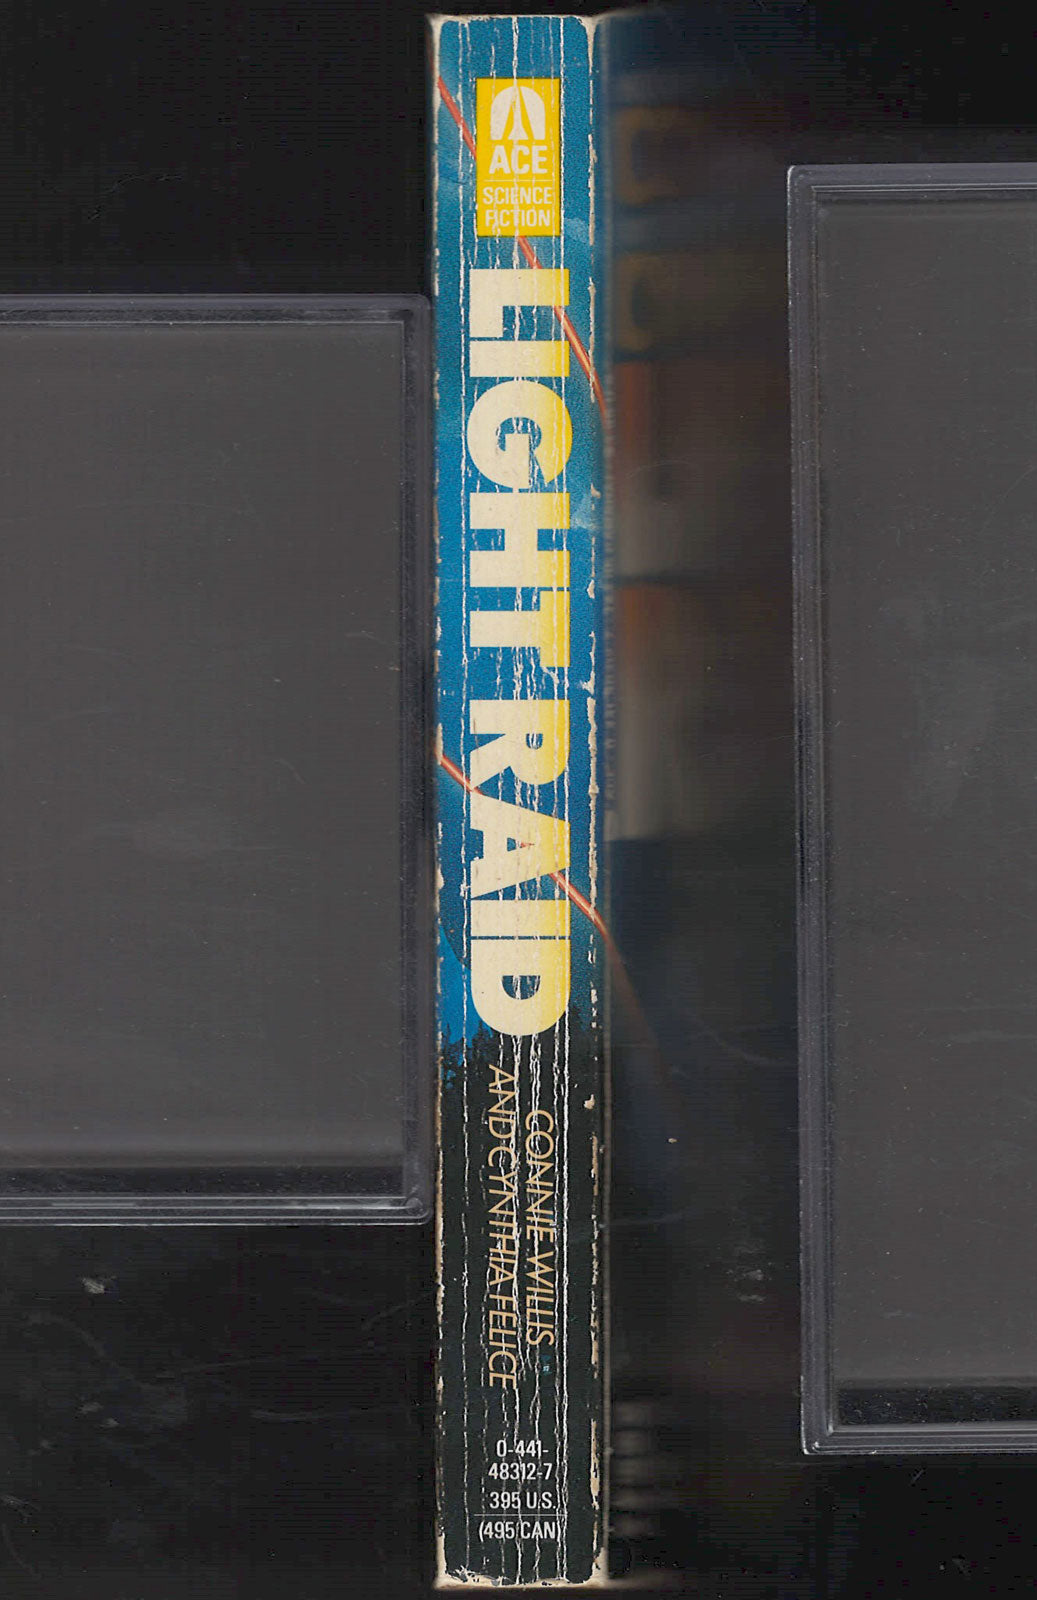 ACE
SCIENCE
FICTION
LIGHT RAID
CONNIE WILLIS
AND CYNTHIA FELICE
0-441-
48312-7
395 U.S.
(495 CAN)